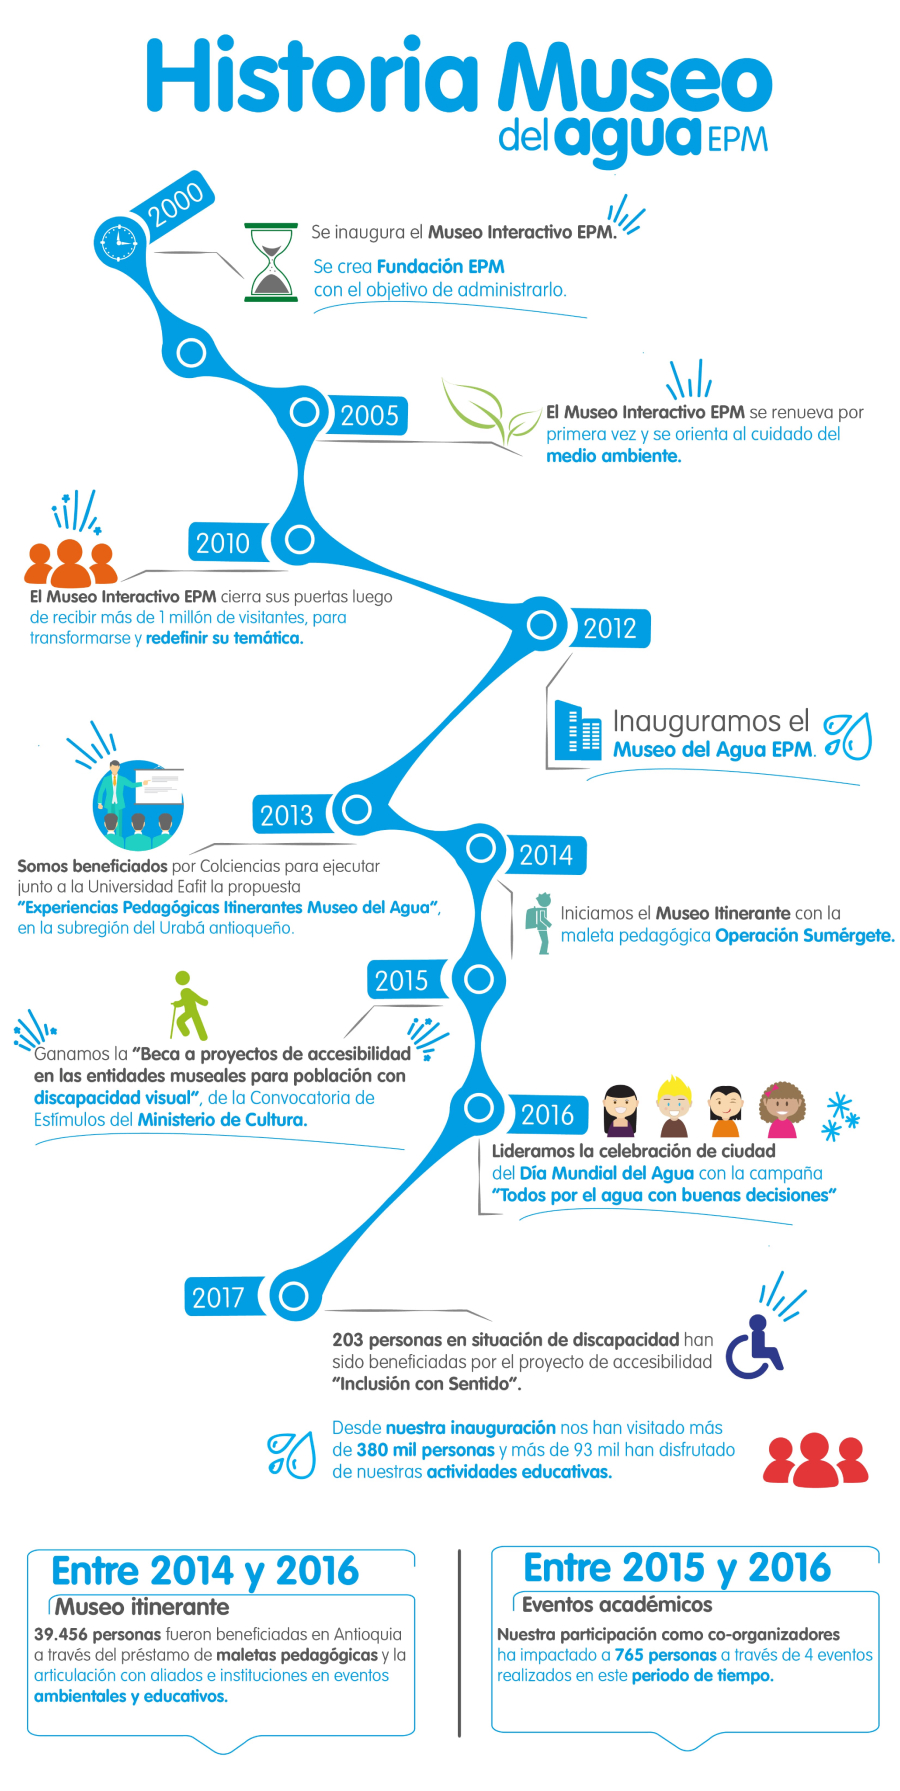 Historia Museo
del agua EPM
2000
Se inaugura el Museo Interactivo EPM.
Se crea Fundación EPM
con el objetivo de administrarlo.
2005
El Museo Interactivo EPM se renueva por
primera vez y se orienta al cuidado del
medio ambiente.
2010
El Museo Interactivo EPM cierra sus puertas luego
de recibir más de 1 millón de visitantes, para
transformarse y redefinir su temática.
2012
Inauguramos el
Museo del Agua EPM.
2013
Somos beneficiados por Colciencias para ejecutar
junto a la Universidad Eafit la propuesta
"Experiencias Pedagógicas Itinerantes Museo del Agua",
en la subregión del Urabá antioqueño.
2014
Iniciamos el Museo Itinerante con la
maleta pedagógica Operación Sumérgete.
2015
Ganamos la "Beca a proyectos de accesibilidad
en las entidades museales para población con
discapacidad visual", de la Convocatoria de
Estímulos del Ministerio de Cultura.
2016
Lideramos la celebración de ciudad
del Día Mundial del Agua con la campaña
"Todos por el agua con buenas decisiones"
2017
203 personas en situación de discapacidad han
sido beneficiadas por el proyecto de accesibilidad
"Inclusión con Sentido".
Desde nuestra inauguración nos han visitado más
de 380 mil personas y más de 93 mil han disfrutado
de nuestras actividades educativas.
Entre 2014 y 2016
Museo itinerante
39.456 personas fueron beneficiadas en Antioquia
a través del préstamo de maletas pedagógicas y la
articulación con aliados e instituciones en eventos
ambientales y educativos.
Entre 2015 y 2016
Eventos académicos
Nuestra participación como co-organizadores
ha impactado a 765 personas a través de 4 eventos
realizados en este periodo de tiempo.